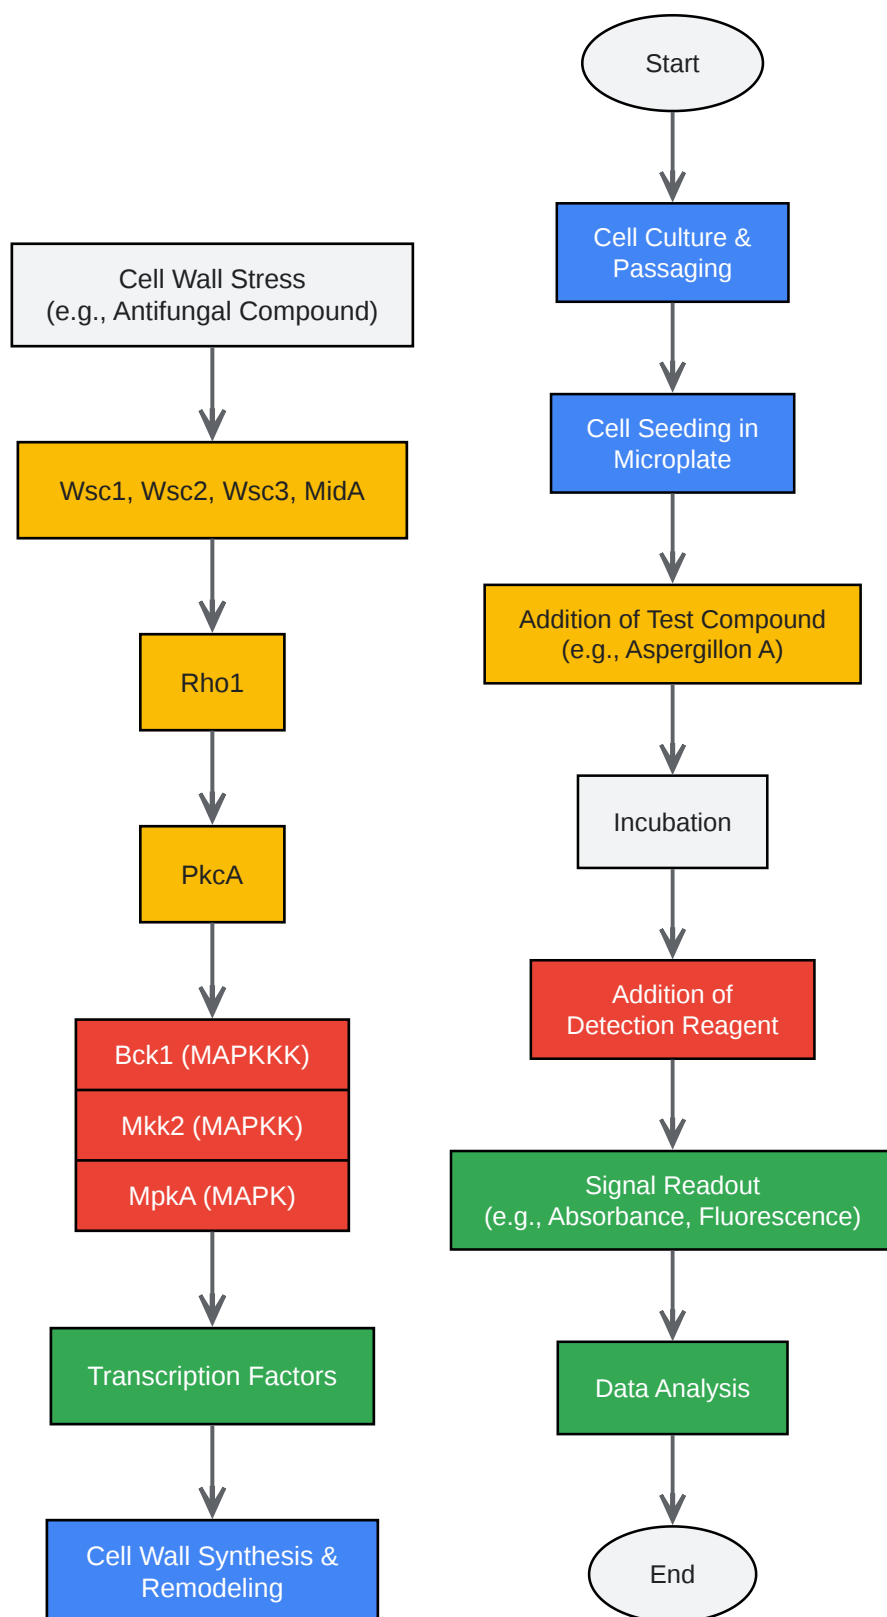 Cell Wall Stress
(e.g., Antifungal Compound)
Wsc1, Wsc2, Wsc3, MidA
Rho1
PkcA
Bck1 (MAPKKK)
Mkk2 (MAPKK)
MpkA (MAPK)
Transcription Factors
Cell Wall Synthesis &
Remodeling
Start
Cell Culture &
Passaging
Cell Seeding in
Microplate
Addition of Test Compound
(e.g., Aspergillon A)
Incubation
Addition of
Detection Reagent
Signal Readout
(e.g., Absorbance, Fluorescence)
Data Analysis
End